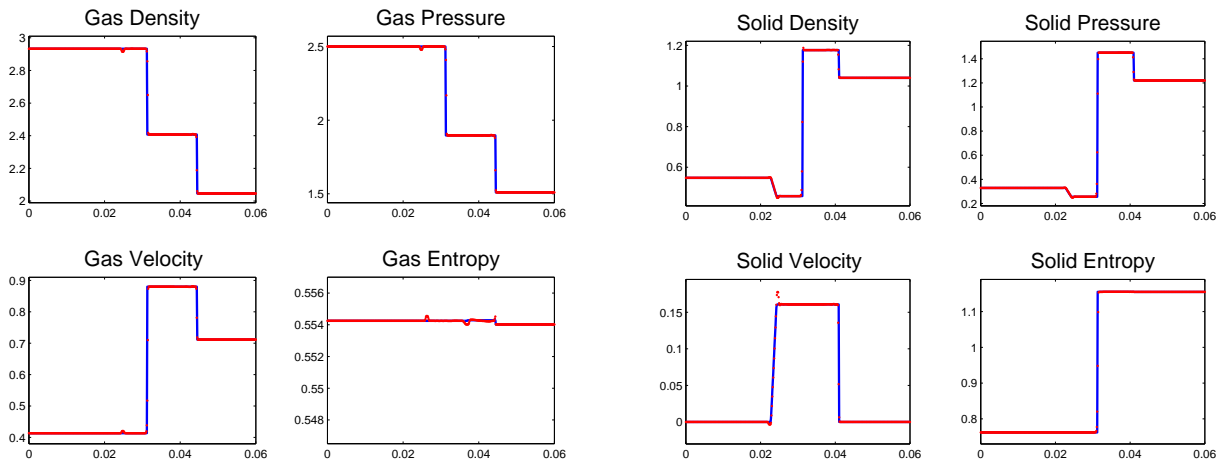 Gas Density
3
2.8
2.6
2.4
2.2
2
0 0.02 0.04 0.06
Gas Pressure
2.5
2
1.5
0 0.02 0.04 0.06
Solid Density
1.2
1
0.8
0.6
0 0.02 0.04 0.06
Solid Pressure
1.4
1.2
1
0.8
0.6
0.4
0.2
0 0.02 0.04 0.06
Gas Velocity
0.9
0.8
0.7
0.6
0.5
0.4
0 0.02 0.04 0.06
Gas Entropy
0.556
0.554
0.552
0.55
0.548
0 0.02 0.04 0.06
Solid Velocity
0.15
0.1
0.05
0
0 0.02 0.04 0.06
Solid Entropy
1.1
1
0.9
0.8
0 0.02 0.04 0.06